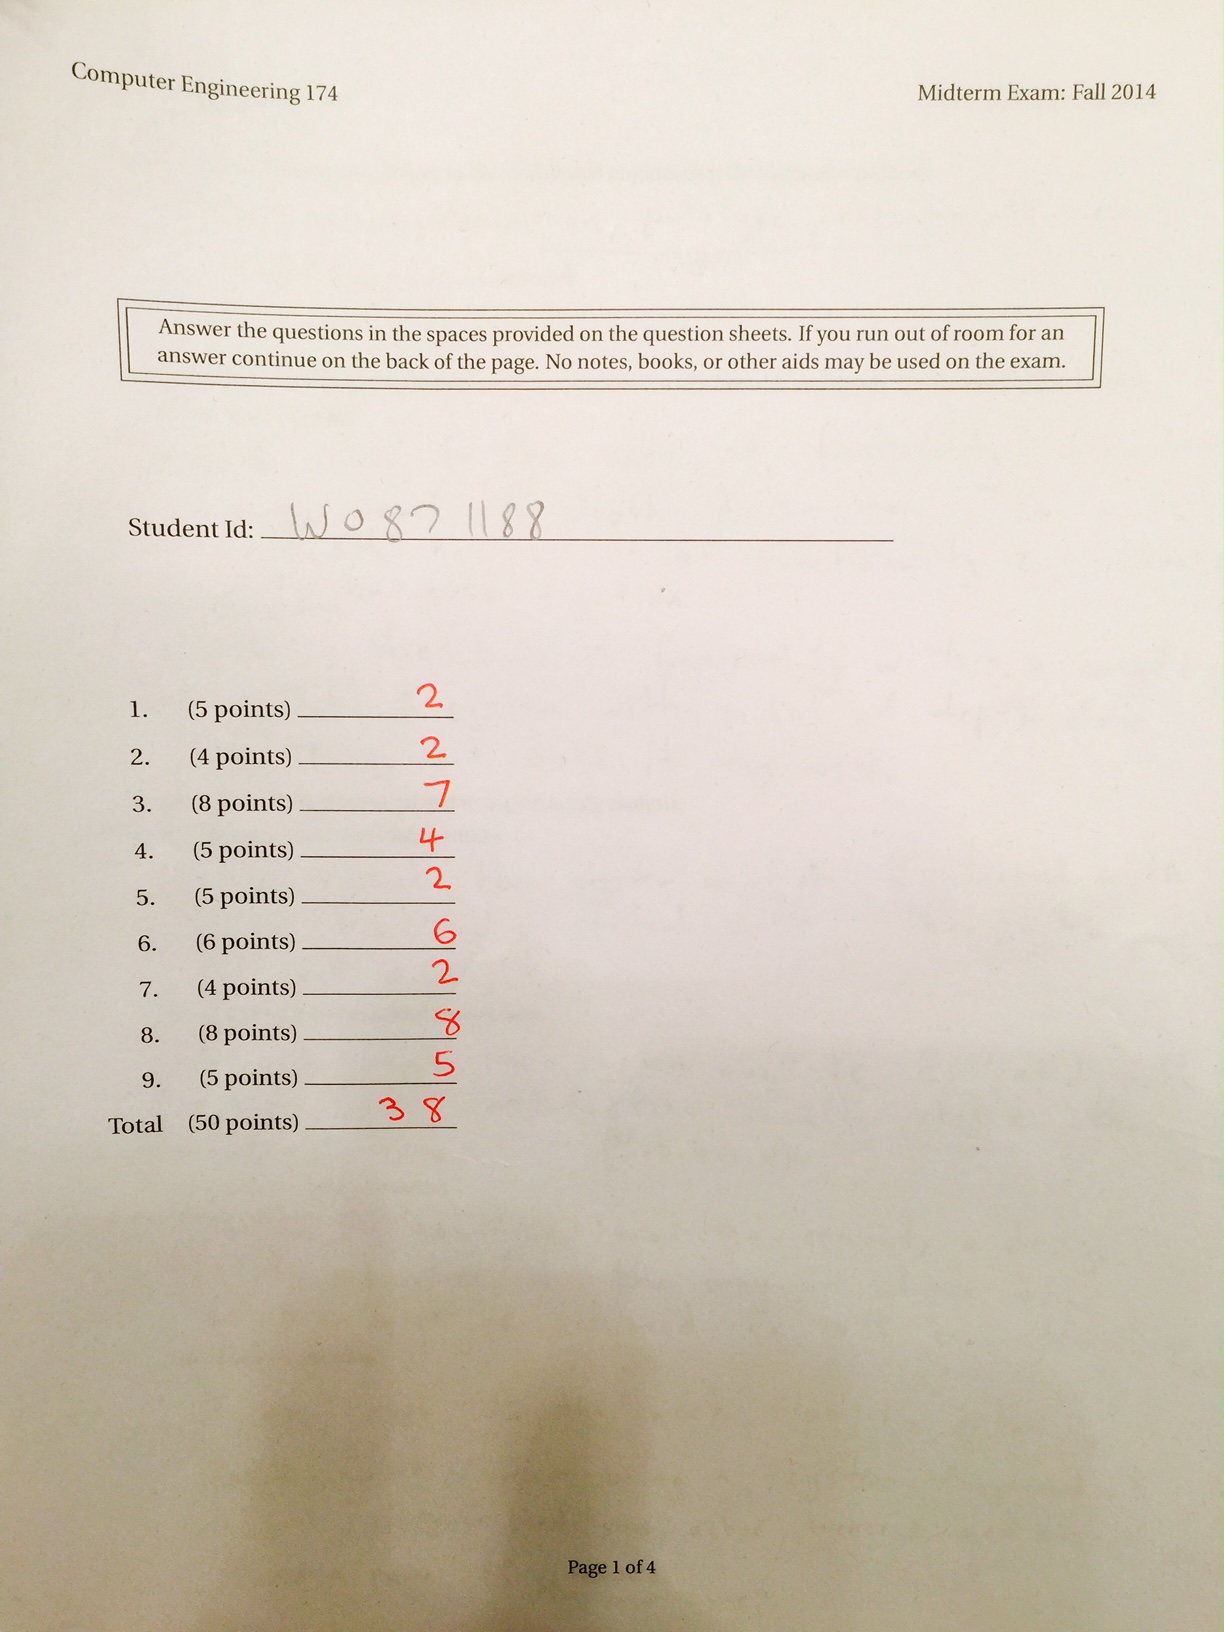 Computer Engineering 174 Midterm Exam: Fall 2014
Answer the questions in the spaces provided on the question sheets. If you run out of room for an
answer continue on the back of the page. No notes, books, or other aids may be used on the exam.
Student Id: W0871188
1. (5 points) 2
2. (4 points) 2
3. (8 points) 7
4. (5 points) 4
5. (5 points) 2
6. (6 points) 6
7. (4 points) 2
8. (8 points) 8
9. (5 points) 5
Total (50 points) 38
Page 1 of 4